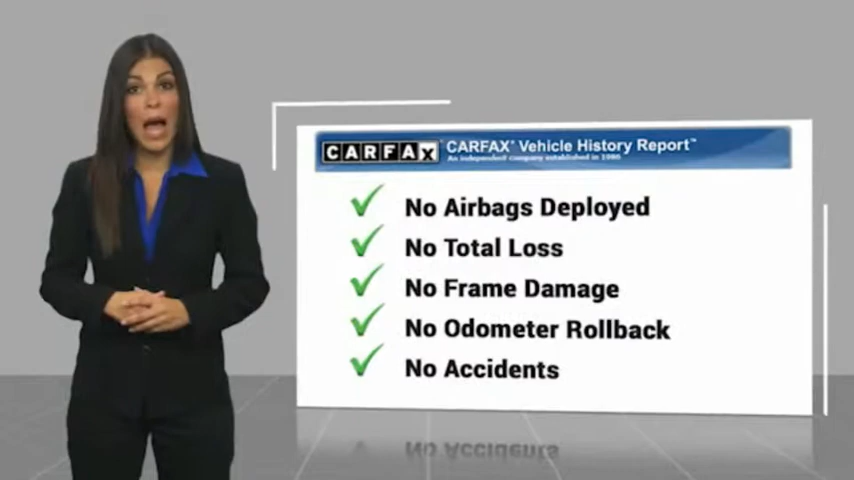 CARFAX CARFAX® Vehicle History Report™
An independent company established in 1986
No Airbags Deployed
No Total Loss
No Frame Damage
No Odometer Rollback
No Accidents